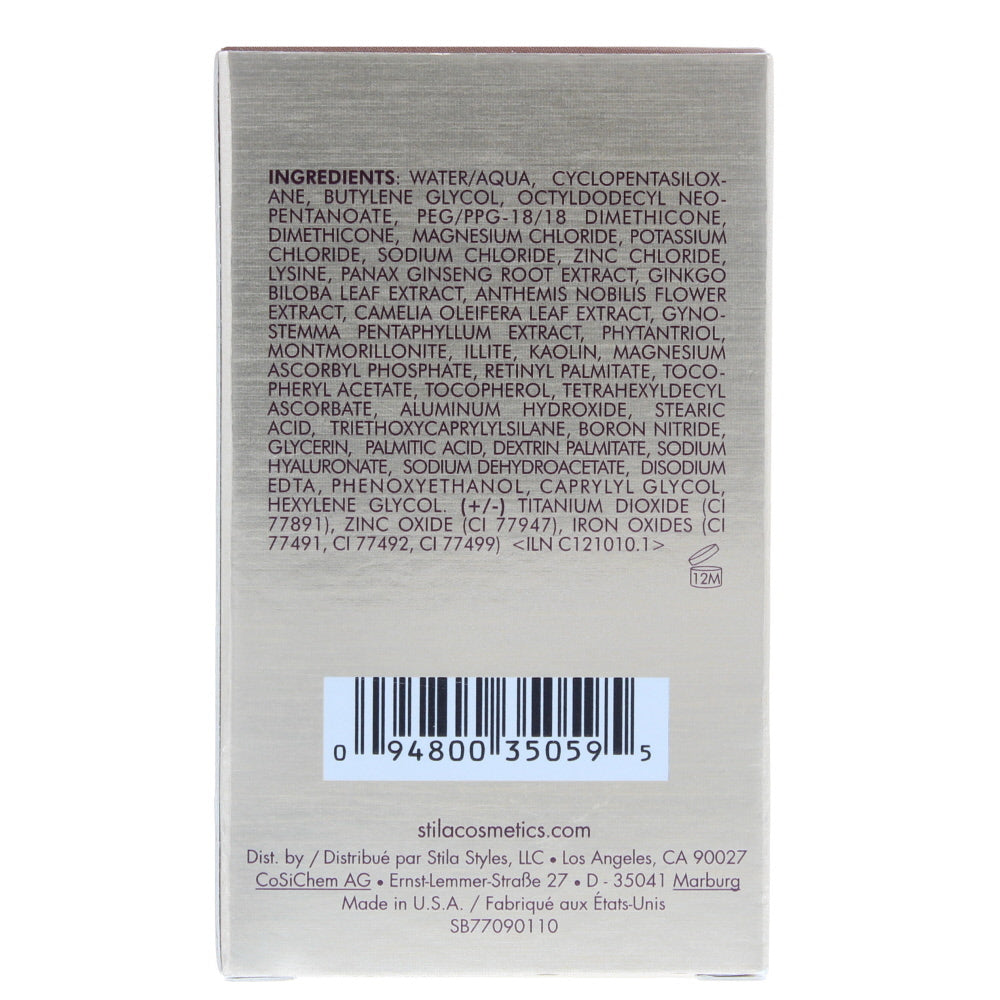 INGREDIENTS: WATER/AQUA, CYCLOPENTASILOX-
ANE, BUTYLENE GLYCOL, OCTYLDODECYL NEO-
PENTANOATE, PEG/PPG-18/18 DIMETHICONE,
DIMETHICONE, MAGNESIUM CHLORIDE, POTASSIUM
CHLORIDE, SODIUM CHLORIDE, ZINC CHLORIDE,
LYSINE, PANAX GINSENG ROOT EXTRACT, GINKGO
BILOBA LEAF EXTRACT, ANTHEMIS NOBILIS FLOWER
EXTRACT, CAMELIA OLEIFERA LEAF EXTRACT, GYNO-
STEMMA PENTAPHYLLUM EXTRACT, PHYTANTRIOL,
MONTMORILLONITE, ILLITE, KAOLIN, MAGNESIUM
ASCORBYL PHOSPHATE, RETINYL PALMITATE, TOCO-
PHERYL ACETATE, TOCOPHEROL, TETRAHEXYLDECYL
ASCORBATE, ALUMINUM HYDROXIDE, STEARIC
ACID, TRIETHOXYCAPRYLYLSILANE, BORON NITRIDE,
GLYCERIN, PALMITIC ACID, DEXTRIN PALMITATE, SODIUM
HYALURONATE, SODIUM DEHYDROACETATE, DISODIUM
EDTA, PHENOXYETHANOL, CAPRYLYL GLYCOL,
HEXYLENE GLYCOL. (+/-) TITANIUM DIOXIDE (CI
77891), ZINC OXIDE (CI 77947), IRON OXIDES (CI
77491, CI 77492, CI 77499) <ILN C121010.1>
12M
0 94800 35059 5
stilacosmetics.com
Dist. by / Distribué par Stila Styles, LLC • Los Angeles, CA 90027
CoSiChem AG • Ernst-Lemmer-Straße 27 • D - 35041 Marburg
Made in U.S.A. / Fabriqué aux États-Unis
SB77090110